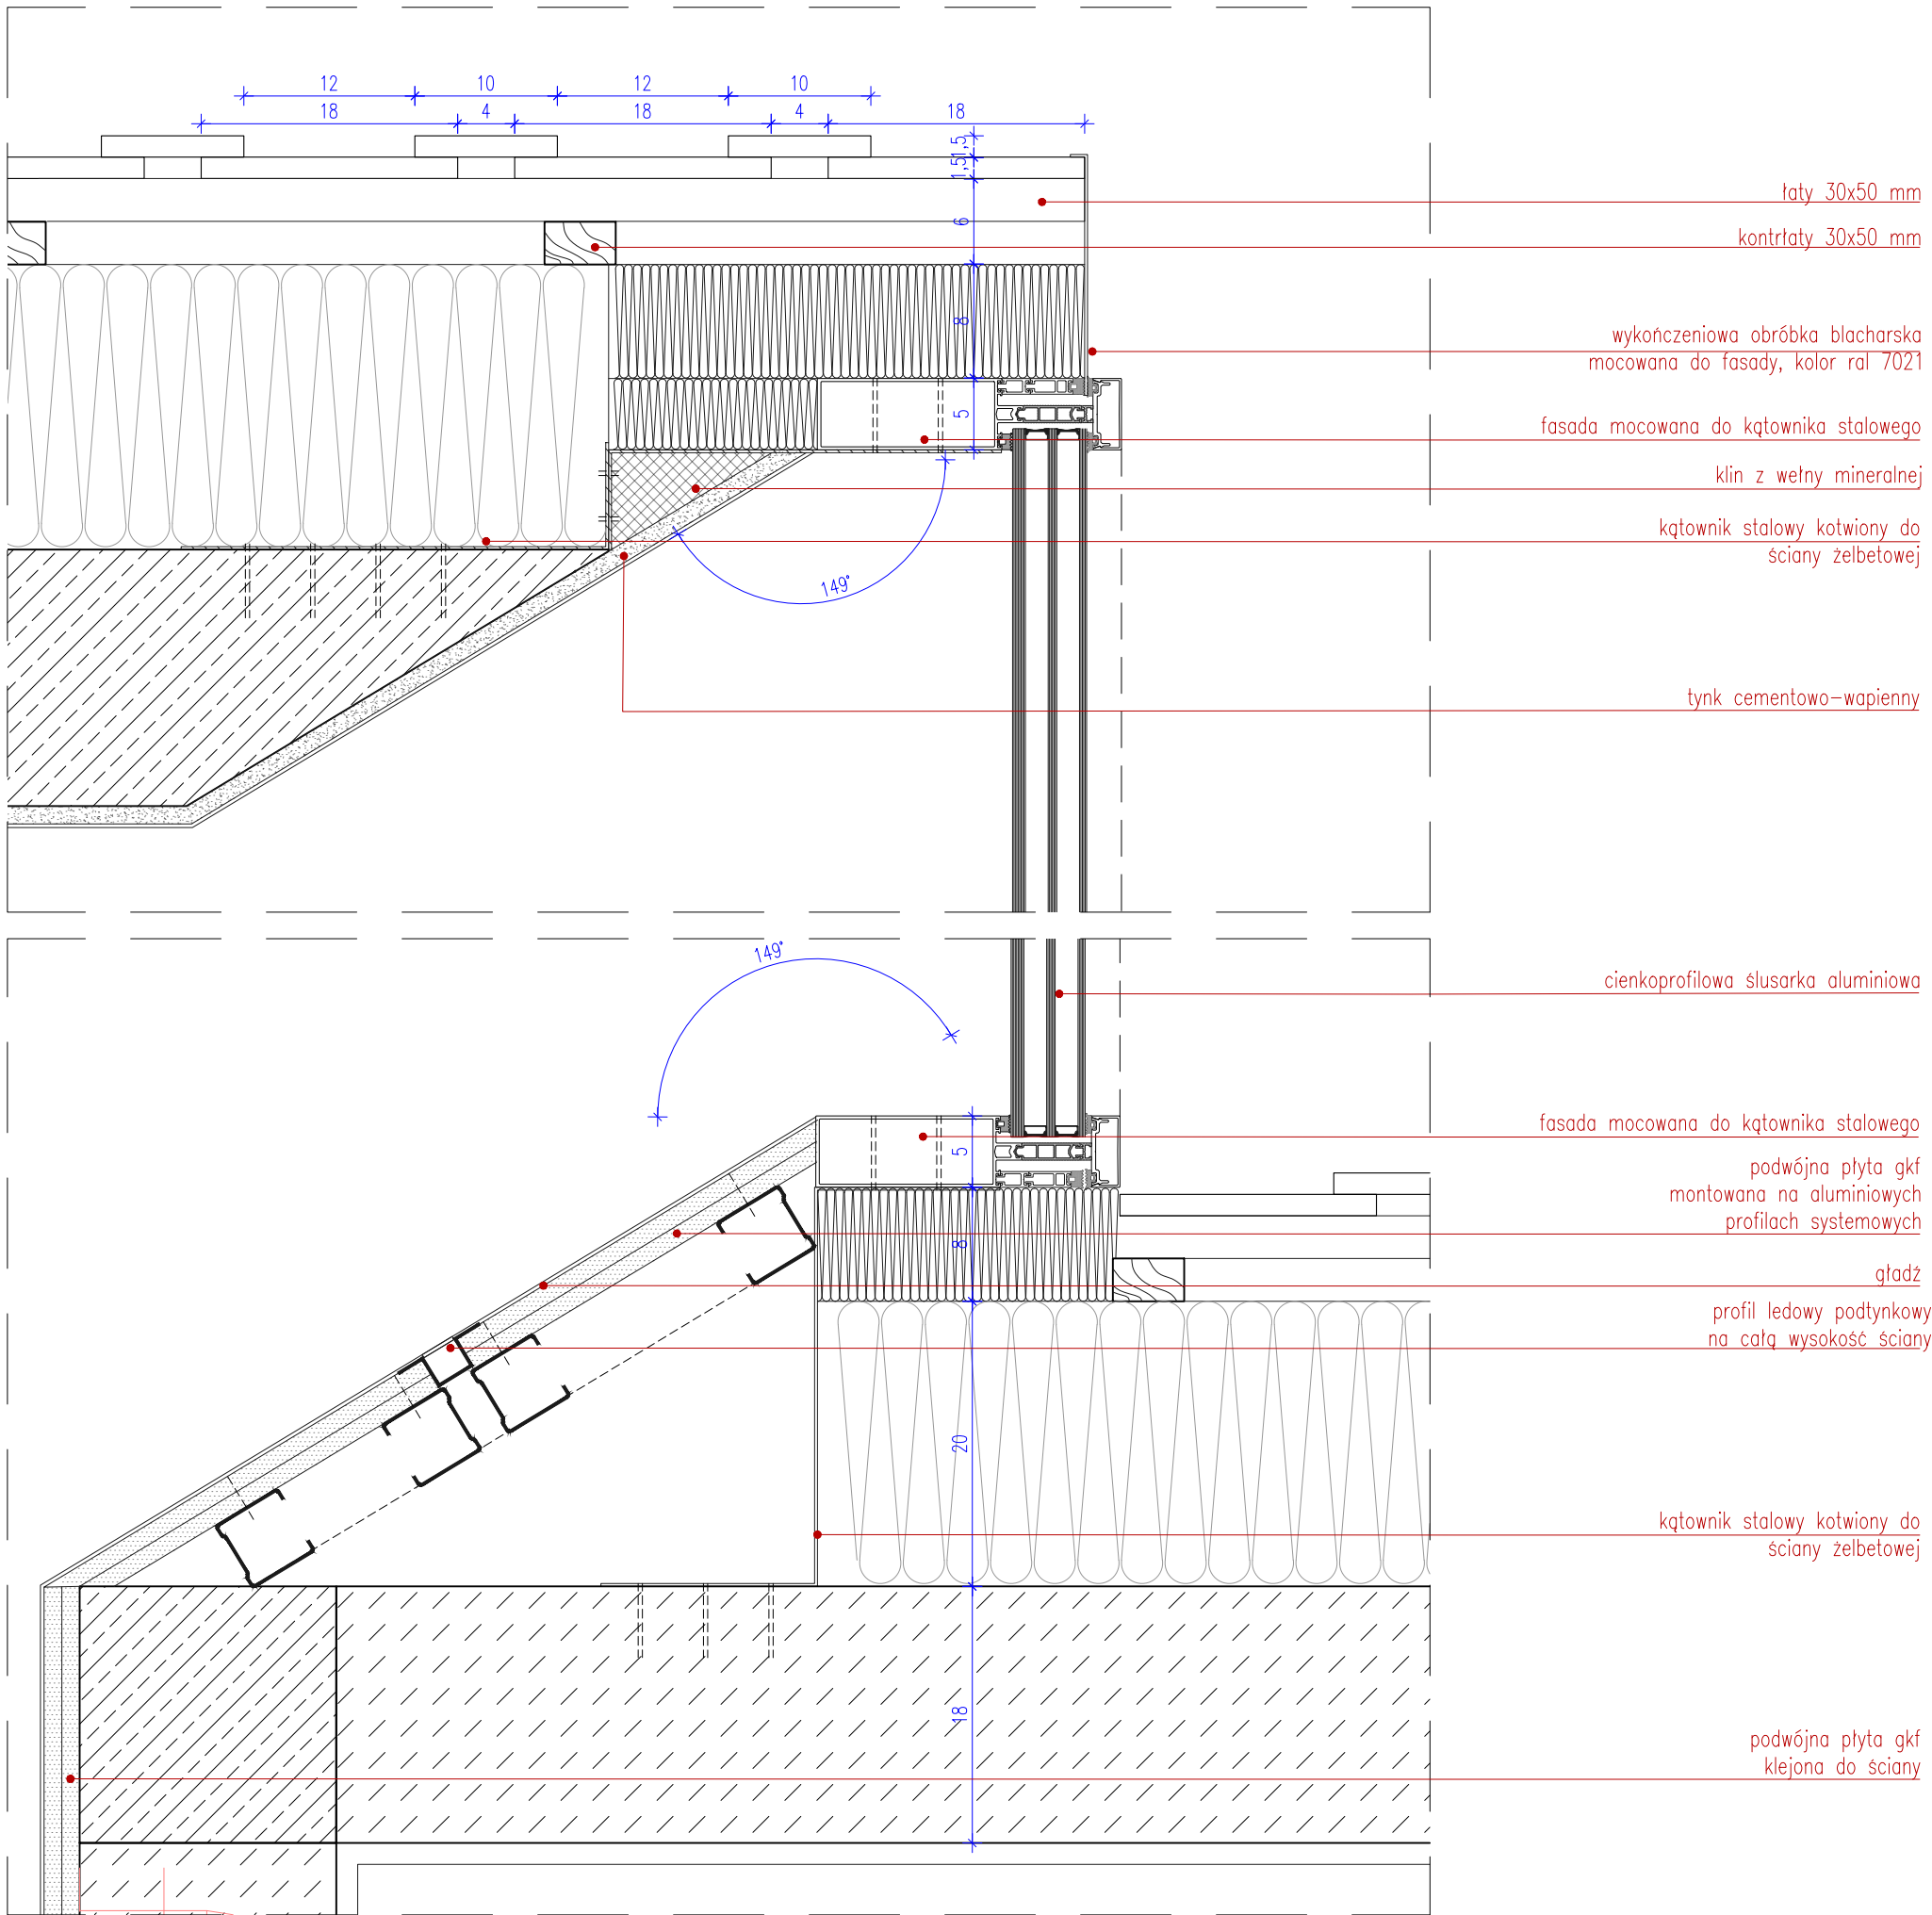 12 10 12 10
18 4 18 4 18
1,5
1,5
łaty 30x50 mm
6
kontrłaty 30x50 mm
8
wykończeniowa obróbka blacharska
mocowana do fasady, kolor ral 7021
5
fasada mocowana do kątownika stalowego
klin z wełny mineralnej
kątownik stalowy kotwiony do
ściany żelbetowej
149°
tynk cementowo-wapienny
149°
cienkoprofilowa ślusarka aluminiowa
fasada mocowana do kątownika stalowego
5
podwójna płyta gkf
montowana na aluminiowych
profilach systemowych
8
gładź
profil ledowy podtynkowy
na całą wysokość ściany
20
kątownik stalowy kotwiony do
ściany żelbetowej
18
podwójna płyta gkf
klejona do ściany